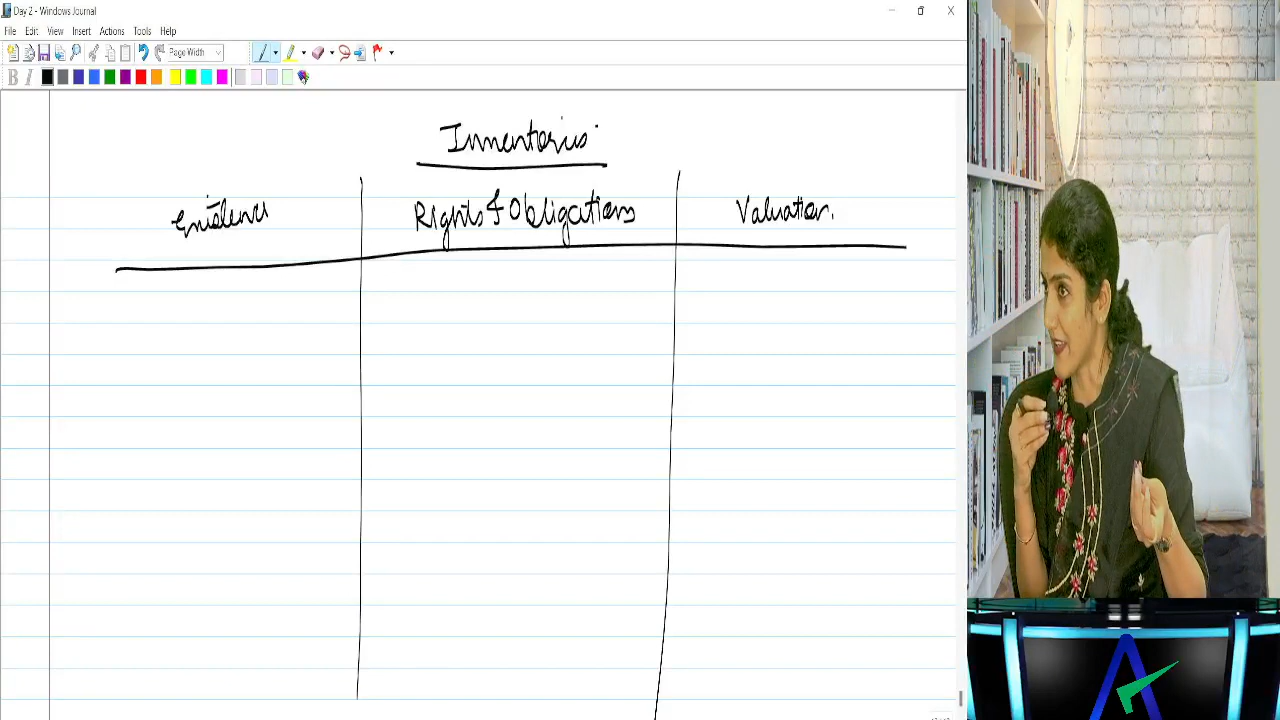 Day 2 - Windows Journal
File Edit View Insert Actions Tools Help
Page Width
B I
Inventories
Existence Rights & Obligations Valuation.